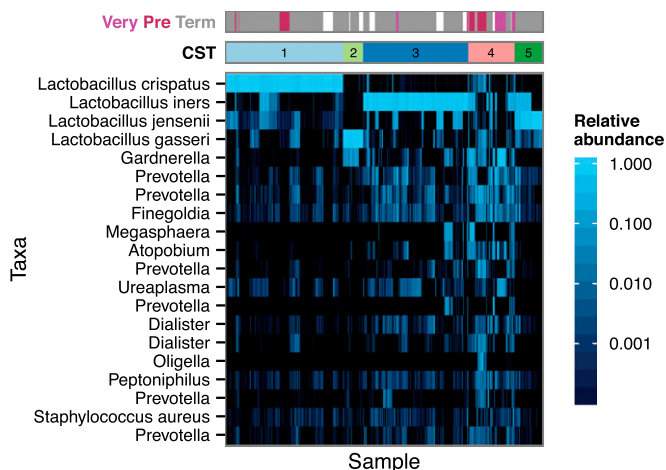 Very Pre Term
CST
1 2 3 4 5
Lactobacillus crispatus
Lactobacillus iners
Lactobacillus jensenii
Lactobacillus gasseri
Gardnerella
Prevotella
Prevotella
Finegoldia
Megasphaera
Atopobium
Prevotella
Ureaplasma
Prevotella
Dialister
Dialister
Oligella
Peptoniphilus
Prevotella
Staphylococcus aureus
Prevotella
Taxa
Sample
Relative
abundance
1.000
0.100
0.010
0.001